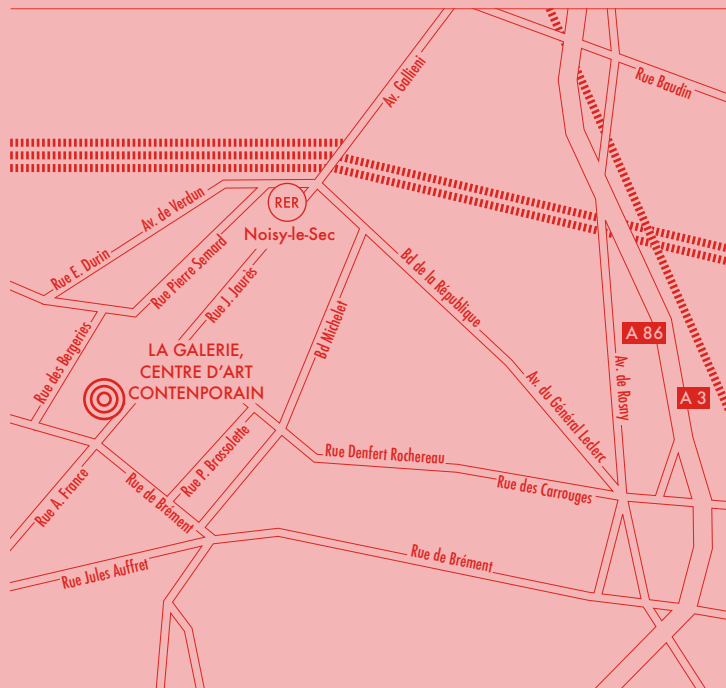 Av. Gallieni
Rue Baudin
RER
Noisy-le-Sec
Av. de Verdun
Rue E. Durin
Rue Pierre Semard
Rue J. Jaurès
Bd de la République
Bd Michelet
Rue des Bergeries
LA GALERIE,
CENTRE D'ART
CONTENPORAIN
A 86
A 3
Av. de Rosny
Av. du Général Leclerc
Rue P. Brossolette
Rue Denfert Rochereau
Rue des Carrouges
Rue A. France
Rue de Brément
Rue de Brément
Rue Jules Auffret